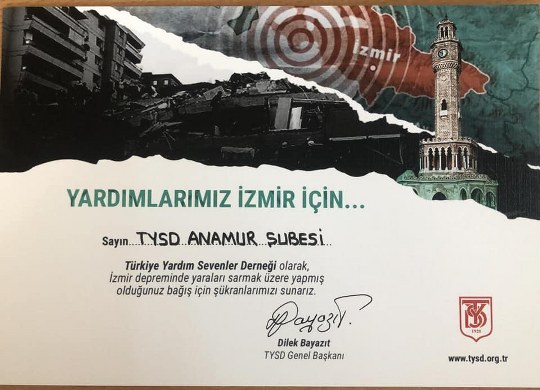 İzmir
YARDIMLARIMIZ İZMİR İÇİN...
Sayın...TYSD ANAMUR ŞUBESİ..
Türkiye Yardım Sevenler Derneği olarak,
İzmir depreminde yaraları sarmak üzere yapmış
olduğunuz bağış için şükranlarımızı sunarız.
Dilek Bayazıt
TYSD Genel Başkanı
1928
www.tysd.org.tr